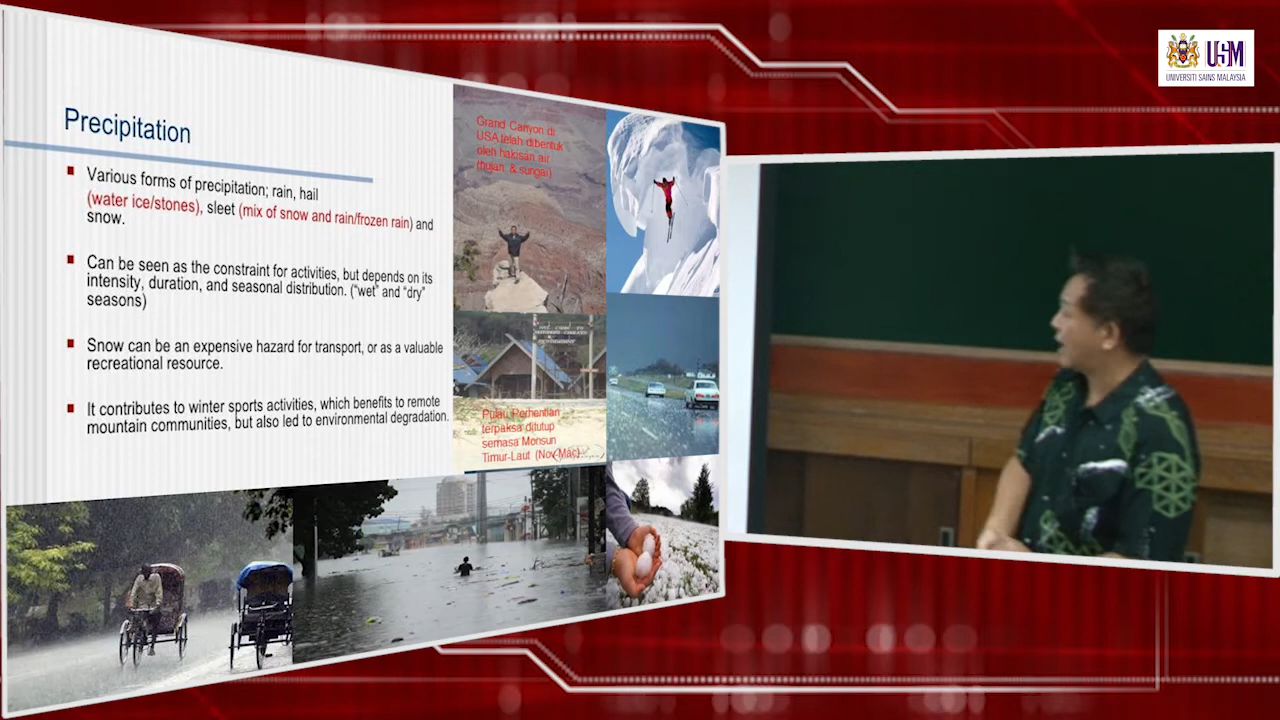 USM
UNIVERSITI SAINS MALAYSIA
Precipitation
Various forms of precipitation; rain, hail
(water ice/stones), sleet (mix of snow and rain/frozen rain) and
snow.
Can be seen as the constraint for activities, but depends on its
intensity, duration, and seasonal distribution. (“wet” and “dry”
seasons)
Snow can be an expensive hazard for transport, or as a valuable
recreational resource.
It contributes to winter sports activities, which benefits to remote
mountain communities, but also led to environmental degradation.
Grand Canyon di
USA telah dibentuk
oleh hakisan air
(hujan & sungai)
Pulau Perhentian
terpaksa ditutup
semasa Monsun
Timur-Laut (Nov-Mac)